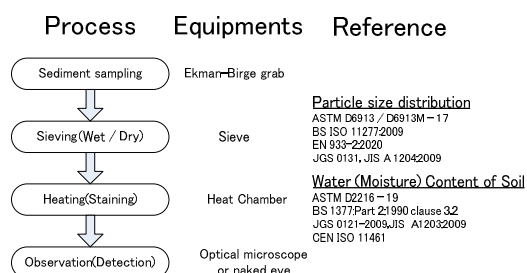 Process Equipments Reference
Sediment sampling Ekman-Birge grab
Particle size distribution
ASTM D6913 / D6913M-17
BS ISO 11277:2009
Sieving(Wet / Dry) Sieve
EN 933-2:2020
JGS 0131, JIS A 1204:2009
Water (Moisture) Content of Soil
Heating(Staining) Heat Chamber
ASTM D2216-19
BS 1377:Part 2:1990 clause 3.2
JGS 0121-2009,JIS A1203:2009
CEN ISO 11461
Observation(Detection) Optical microscope
or naked eye